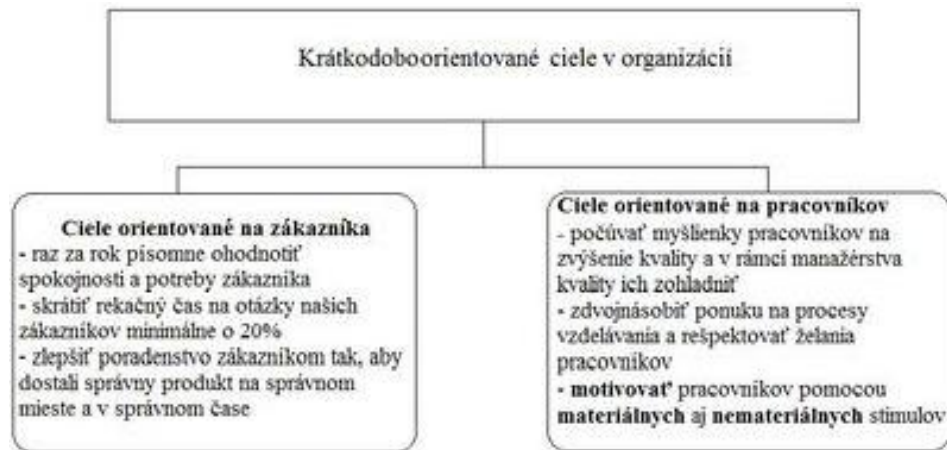 Krátkodoboorientované ciele v organizácií
Ciele orientované na zákazníka
- raz za rok písomne ohodnotiť
spokojnosti a potreby zákazníka
- skrátiť rekačný čas na otázky našich
zákazníkov minimálne o 20%
- zlepšiť poradenstvo zákazníkom tak, aby
dostali správny produkt na správnom
mieste a v správnom čase
Ciele orientované na pracovníkov
- počúvať myšlienky pracovníkov na
zvýšenie kvality a v rámci manažérstva
kvality ich zohladniť
- zdvojnásobiť ponuku na procesy
vzdelávania a rešpektovať želania
pracovníkov
- motivovať pracovníkov pomocou
materiálnych aj nemateriálnych stimulov